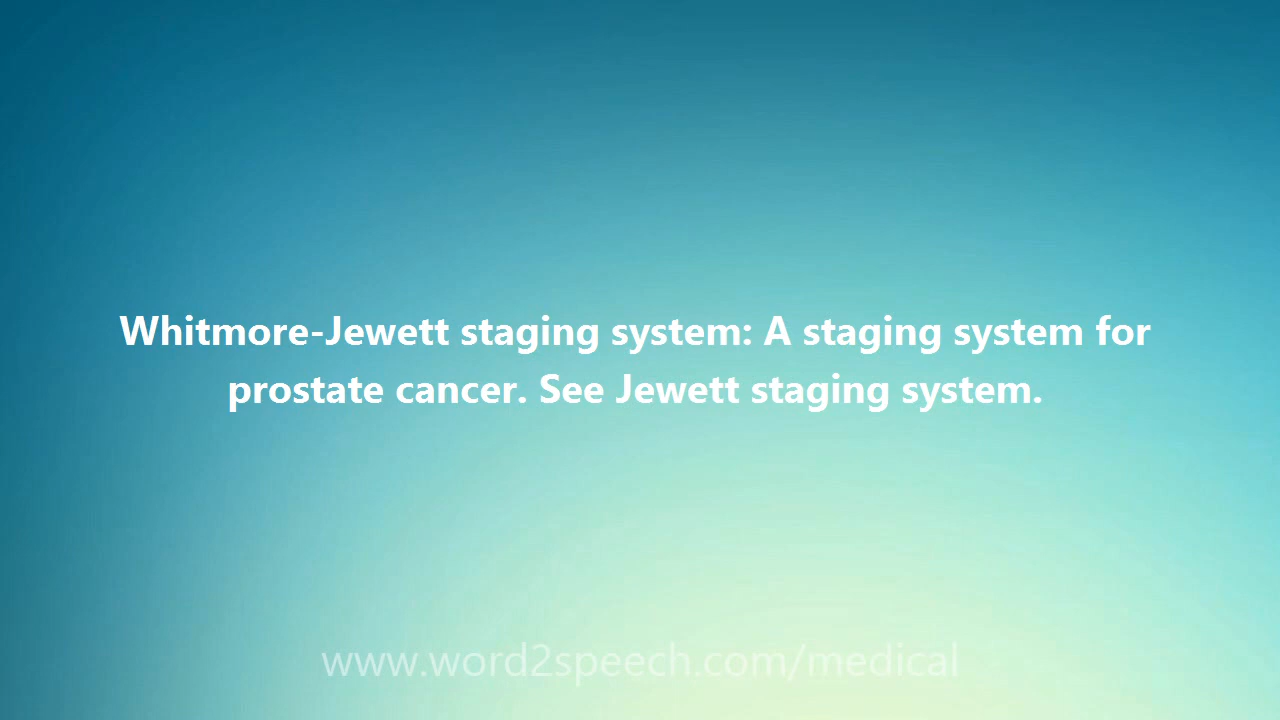 Whitmore-Jewett staging system: A staging system for
prostate cancer. See Jewett staging system.
www.word2speech.com/medical